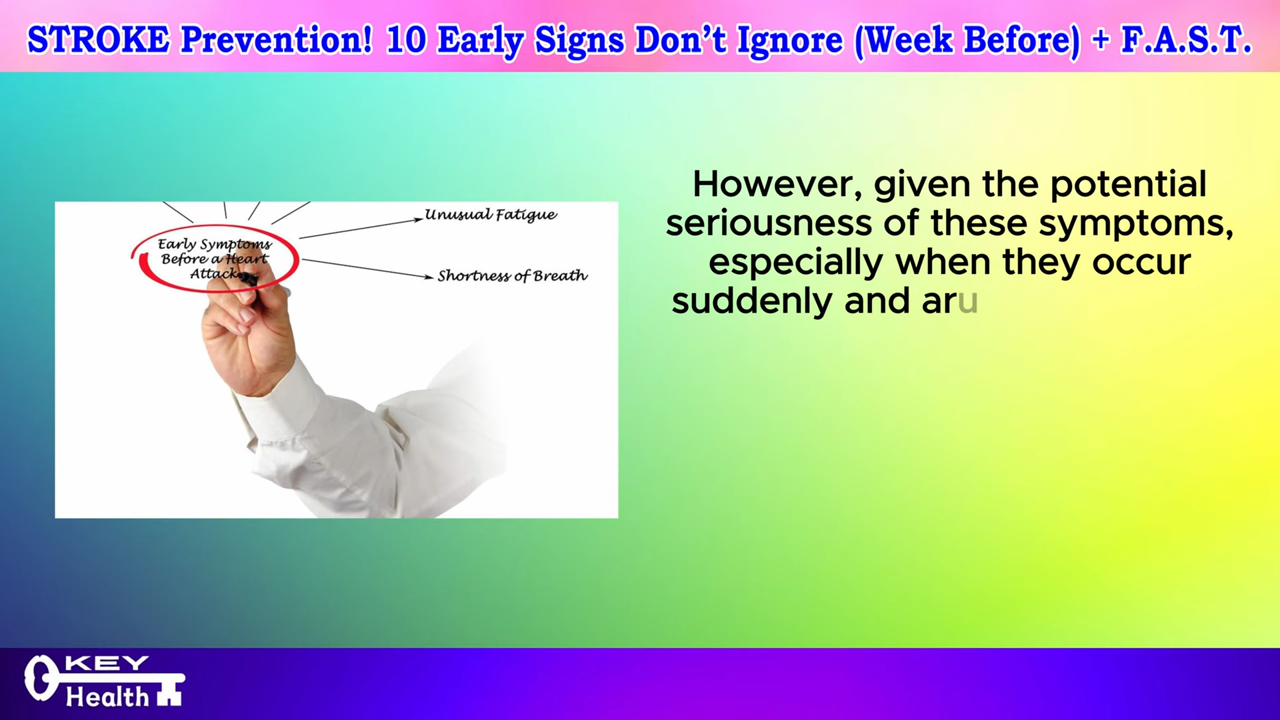 STROKE Prevention! 10 Early Signs Don’t Ignore (Week Before) + F.A.S.T.
Unusual Fatigue
Early Symptoms
Before a Heart
Attack
Shortness of Breath
However, given the potential
seriousness of these symptoms,
especially when they occur
suddenly and aru
KEY
Health